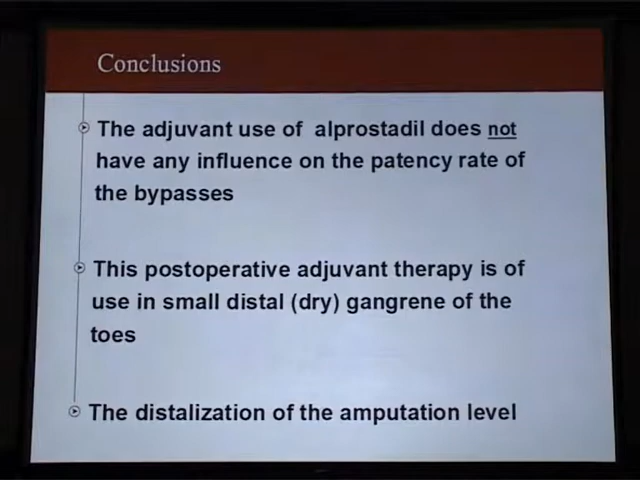 Conclusions
The adjuvant use of alprostadil does not
have any influence on the patency rate of
the bypasses
This postoperative adjuvant therapy is of
use in small distal (dry) gangrene of the
toes
The distalization of the amputation level